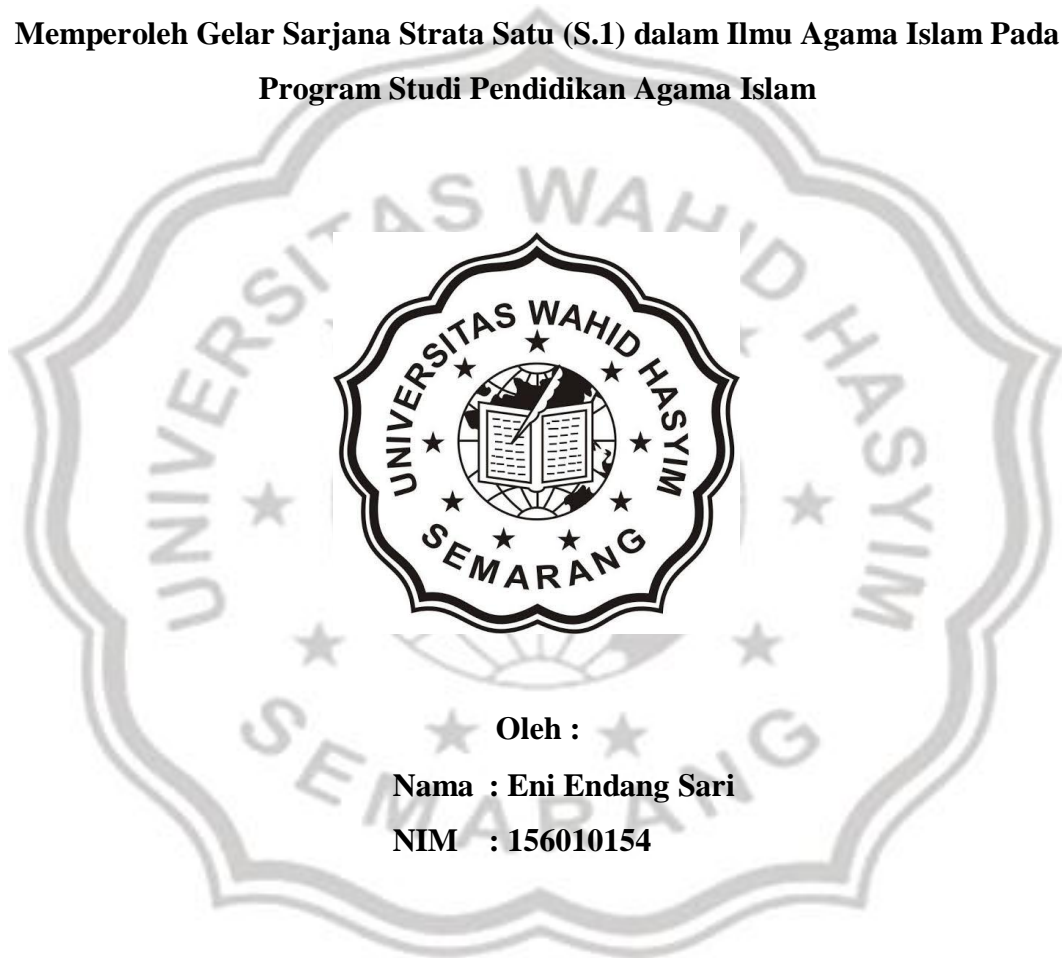 Memperoleh Gelar Sarjana Strata Satu (S.1) dalam Ilmu Agama Islam Pada
Program Studi Pendidikan Agama Islam
UNIVERSITAS WAHID HASYIM
SEMARANG
UNIVERSITAS WAHID HASYIM
SEMARANG
Oleh :
Nama : Eni Endang Sari
NIM : 156010154